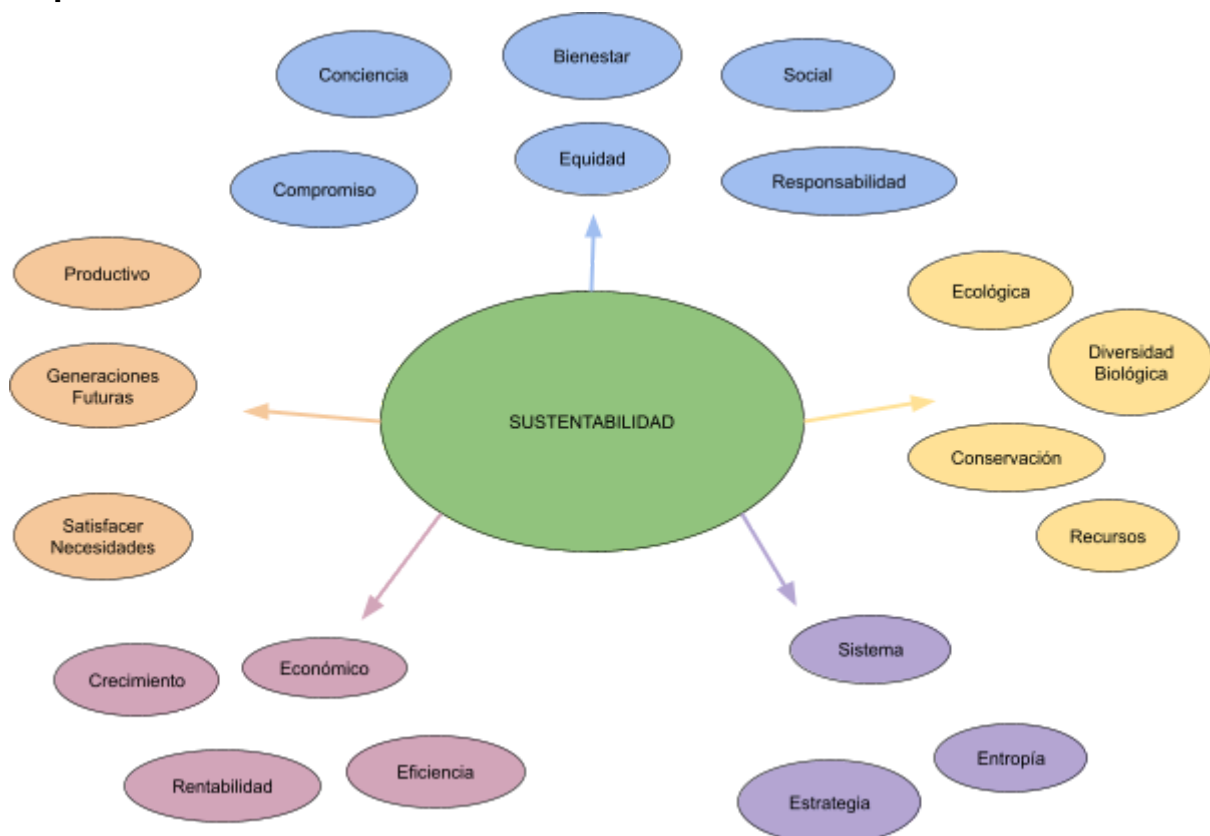 Conciencia
Bienestar
Social
Compromiso
Equidad
Responsabilidad
Productivo
Generaciones
Futuras
Satisfacer
Necesidades
SUSTENTABILIDAD
Ecológica
Diversidad
Biológica
Conservación
Recursos
Crecimiento
Económico
Rentabilidad
Eficiencia
Sistema
Entropía
Estrategia